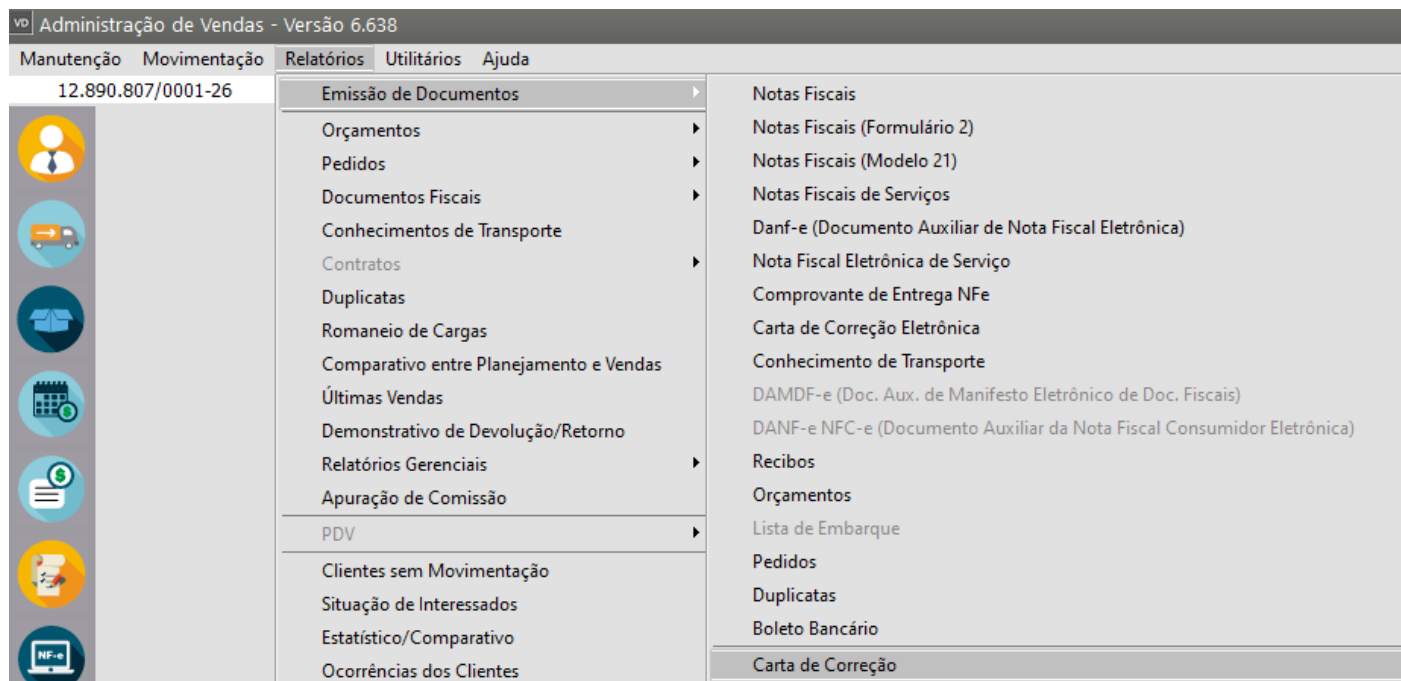 VD Administração de Vendas - Versão 6.638
Manutenção Movimentação Relatórios Utilitários Ajuda
12.890.807/0001-26
Emissão de Documentos
Orçamentos
Pedidos
Documentos Fiscais
Conhecimentos de Transporte
Contratos
Duplicatas
Romaneio de Cargas
Comparativo entre Planejamento e Vendas
Últimas Vendas
Demonstrativo de Devolução/Retorno
Relatórios Gerenciais
Apuração de Comissão
PDV
Clientes sem Movimentação
Situação de Interessados
Estatístico/Comparativo
Ocorrências dos Clientes
Notas Fiscais
Notas Fiscais (Formulário 2)
Notas Fiscais (Modelo 21)
Notas Fiscais de Serviços
Danf-e (Documento Auxiliar de Nota Fiscal Eletrônica)
Nota Fiscal Eletrônica de Serviço
Comprovante de Entrega NFe
Carta de Correção Eletrônica
Conhecimento de Transporte
DAMDF-e (Doc. Aux. de Manifesto Eletrônico de Doc. Fiscais)
DANF-e NFC-e (Documento Auxiliar da Nota Fiscal Consumidor Eletrônica)
Recibos
Orçamentos
Lista de Embarque
Pedidos
Duplicatas
Boleto Bancário
Carta de Correção
NF-e